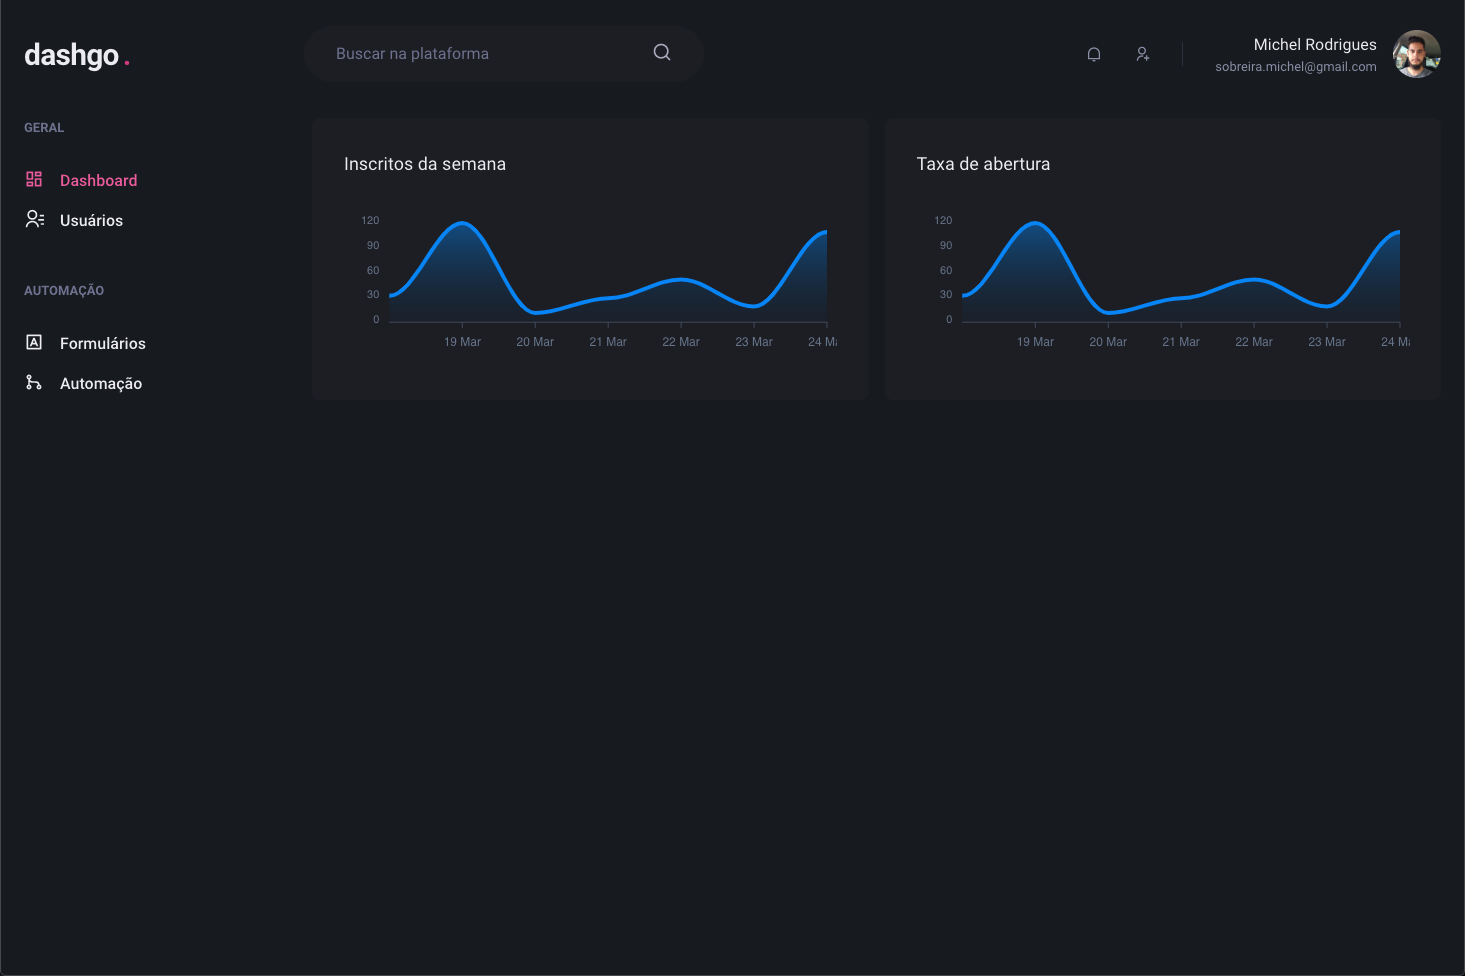 dashgo.
Buscar na plataforma
Michel Rodrigues
sobreira.michel@gmail.com
GERAL
Dashboard
Usuários
AUTOMAÇÃO
Formulários
Automação
Inscritos da semana
120
90
60
30
0
19 Mar
20 Mar
21 Mar
22 Mar
23 Mar
24 Ma
Taxa de abertura
120
90
60
30
0
19 Mar
20 Mar
21 Mar
22 Mar
23 Mar
24 Ma